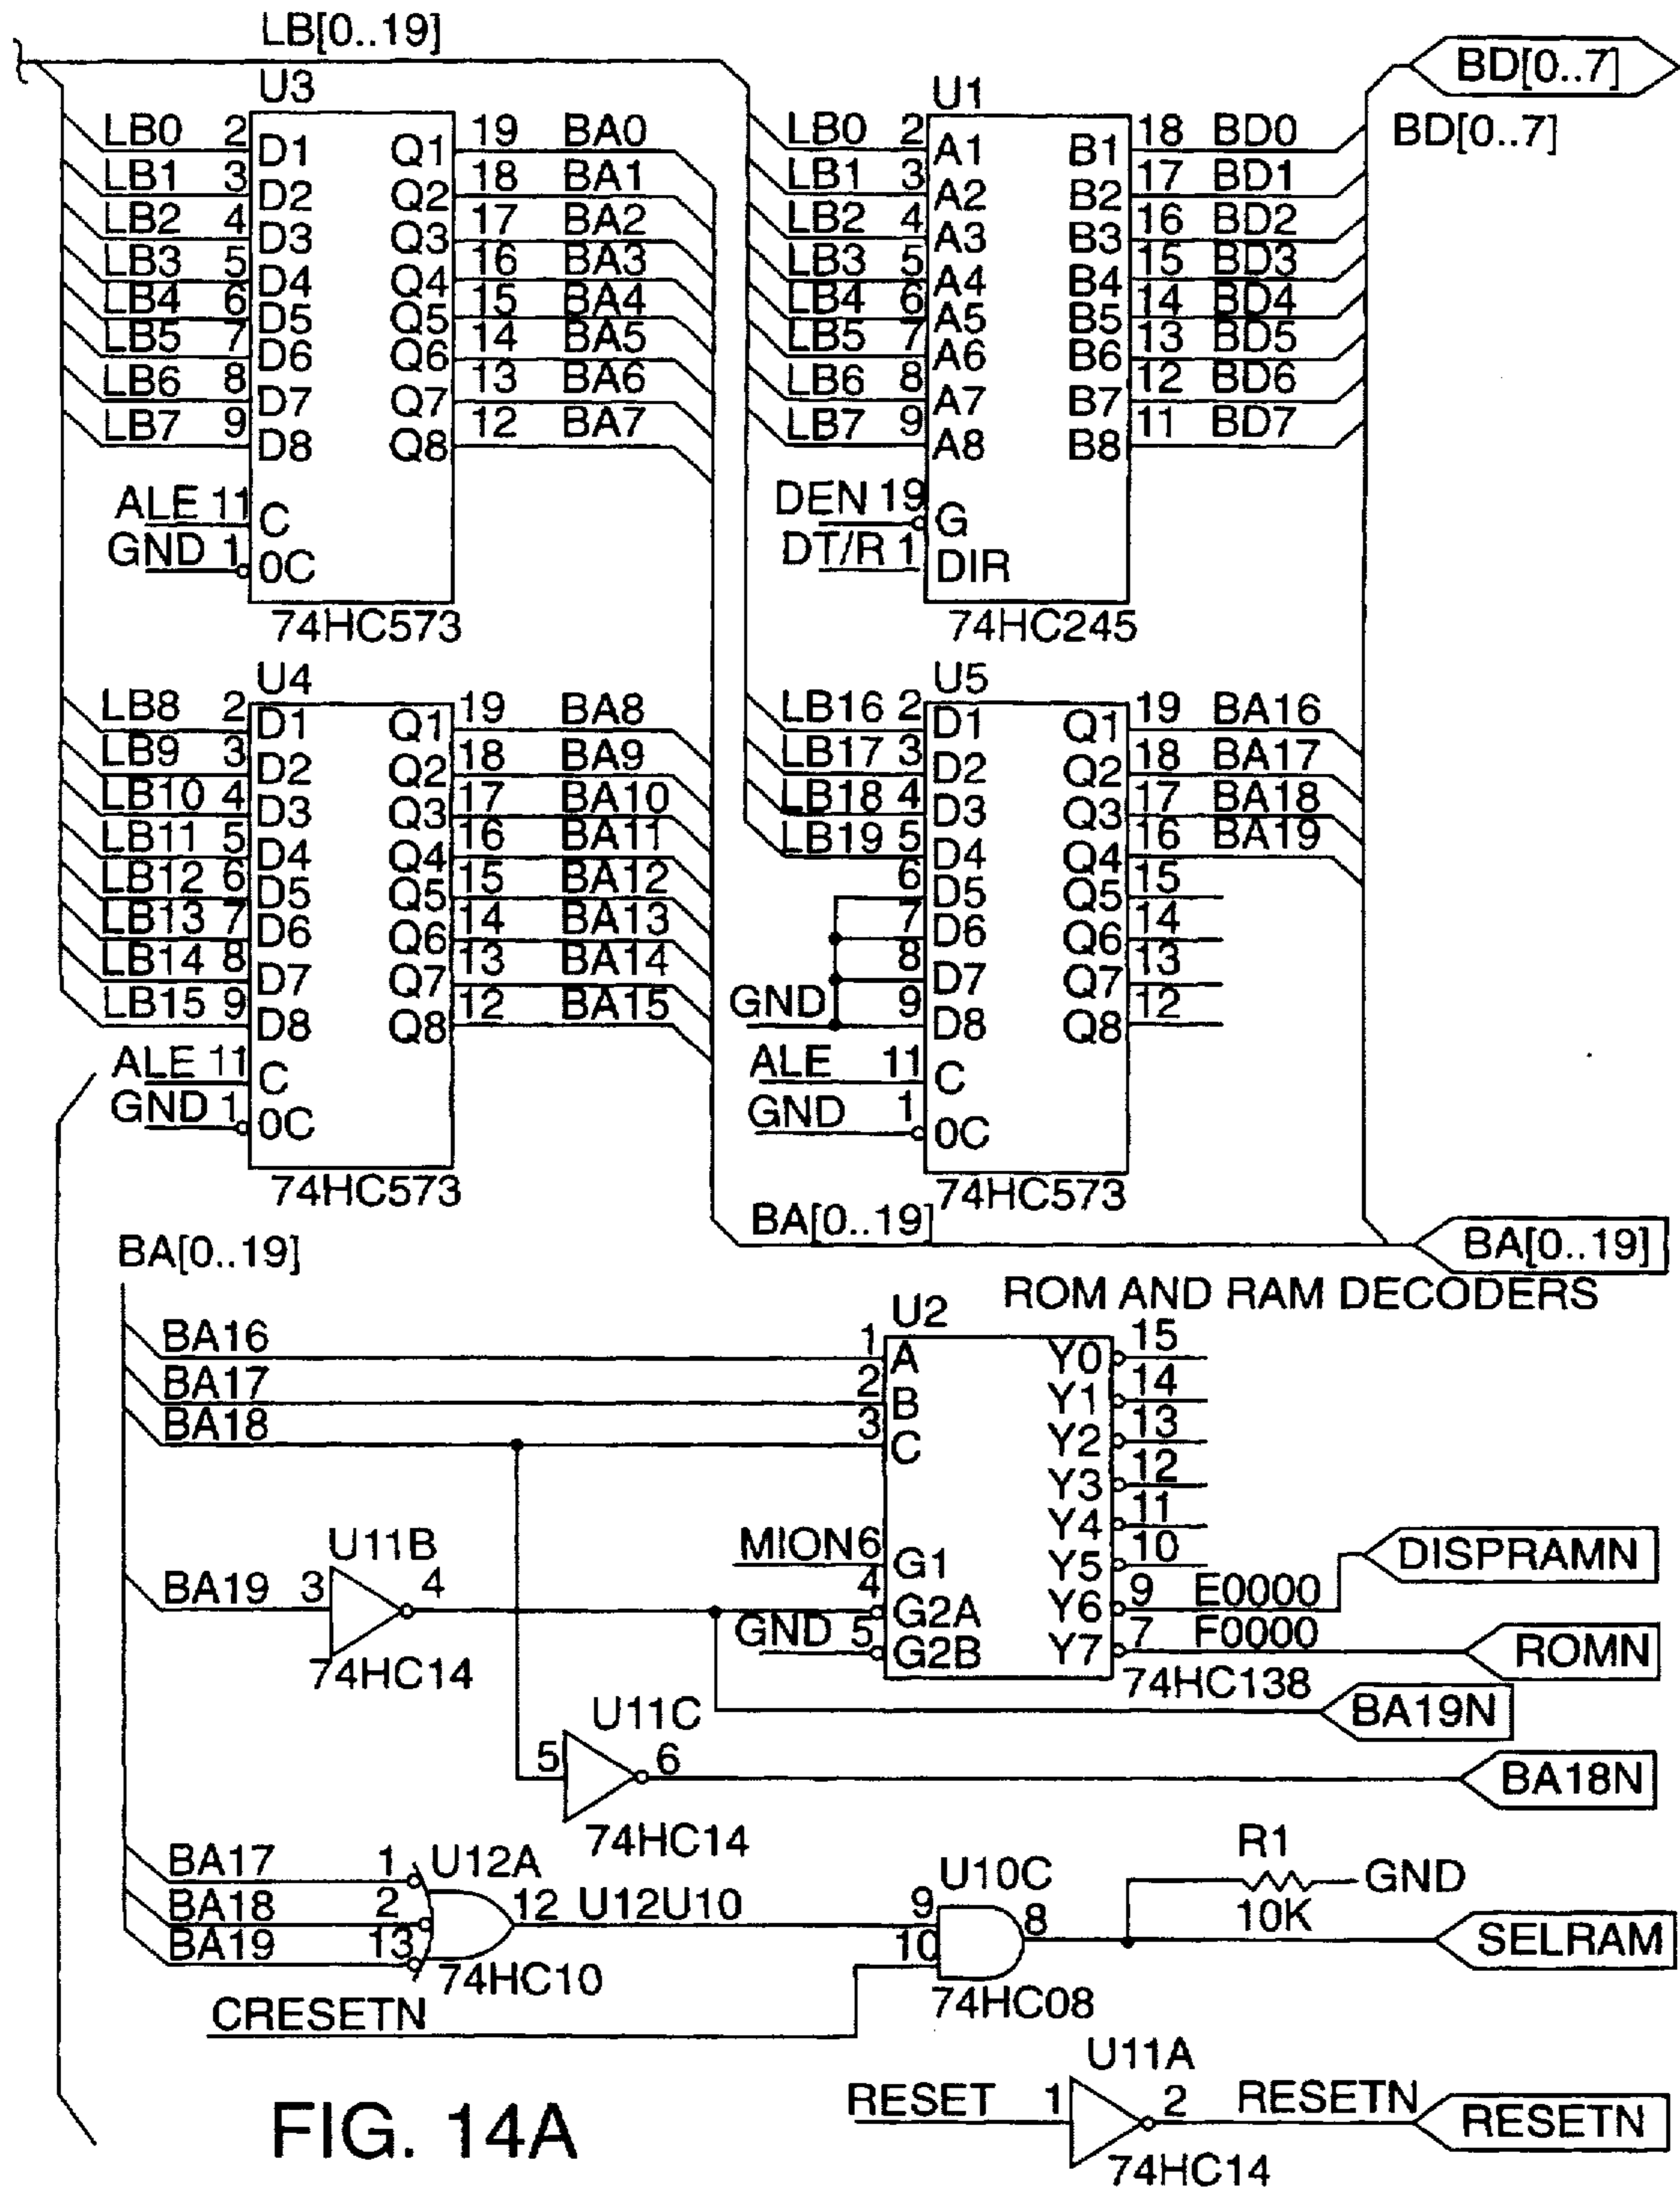 LB[0..19]
BD[0..7]
BD[0..7]
U3
LB0 2 D1 Q1 19 BA0
LB1 3 D2 Q2 18 BA1
LB2 4 D3 Q3 17 BA2
LB3 5 D4 Q4 16 BA3
LB4 6 D5 Q5 15 BA4
LB5 7 D6 Q6 14 BA5
LB6 8 D7 Q7 13 BA6
LB7 9 D8 Q8 12 BA7
ALE 11 C
GND 1 0C
74HC573
U1
LB0 2 A1 B1 18 BD0
LB1 3 A2 B2 17 BD1
LB2 4 A3 B3 16 BD2
LB3 5 A4 B4 15 BD3
LB4 6 A5 B5 14 BD4
LB5 7 A6 B6 13 BD5
LB6 8 A7 B7 12 BD6
LB7 9 A8 B8 11 BD7
DEN 19 G
DT/R 1 DIR
74HC245
U4
LB8 2 D1 Q1 19 BA8
LB9 3 D2 Q2 18 BA9
LB10 4 D3 Q3 17 BA10
LB11 5 D4 Q4 16 BA11
LB12 6 D5 Q5 15 BA12
LB13 7 D6 Q6 14 BA13
LB14 8 D7 Q7 13 BA14
LB15 9 D8 Q8 12 BA15
ALE 11 C
GND 1 0C
74HC573
U5
LB16 2 D1 Q1 19 BA16
LB17 3 D2 Q2 18 BA17
LB18 4 D3 Q3 17 BA18
LB19 5 D4 Q4 16 BA19
6 D5 Q5 15
7 D6 Q6 14
8 D7 Q7 13
GND 9 D8 Q8 12
ALE 11 C
GND 1 0C
74HC573
BA[0..19]
BA[0..19]
BA[0..19]
ROM AND RAM DECODERS
U2
BA16 1 A Y0 15
BA17 2 B Y1 14
BA18 3 C Y2 13
Y3 12
Y4 11
MION 6 G1 Y5 10
U11B
BA19 3 4
74HC14
4 G2A Y6 9 E0000 DISPRAMN
GND 5 G2B Y7 7 F0000 ROMN
74HC138
BA19N
U11C
5 6 BA18N
74HC14
BA17 1 U12A
BA18 2 12 U12U10
BA19 13
74HC10
U10C
9 8
10
74HC08
R1
GND
10K
SELRAM
CRESETN
U11A
RESET 1 2 RESETN RESETN
74HC14
FIG. 14A